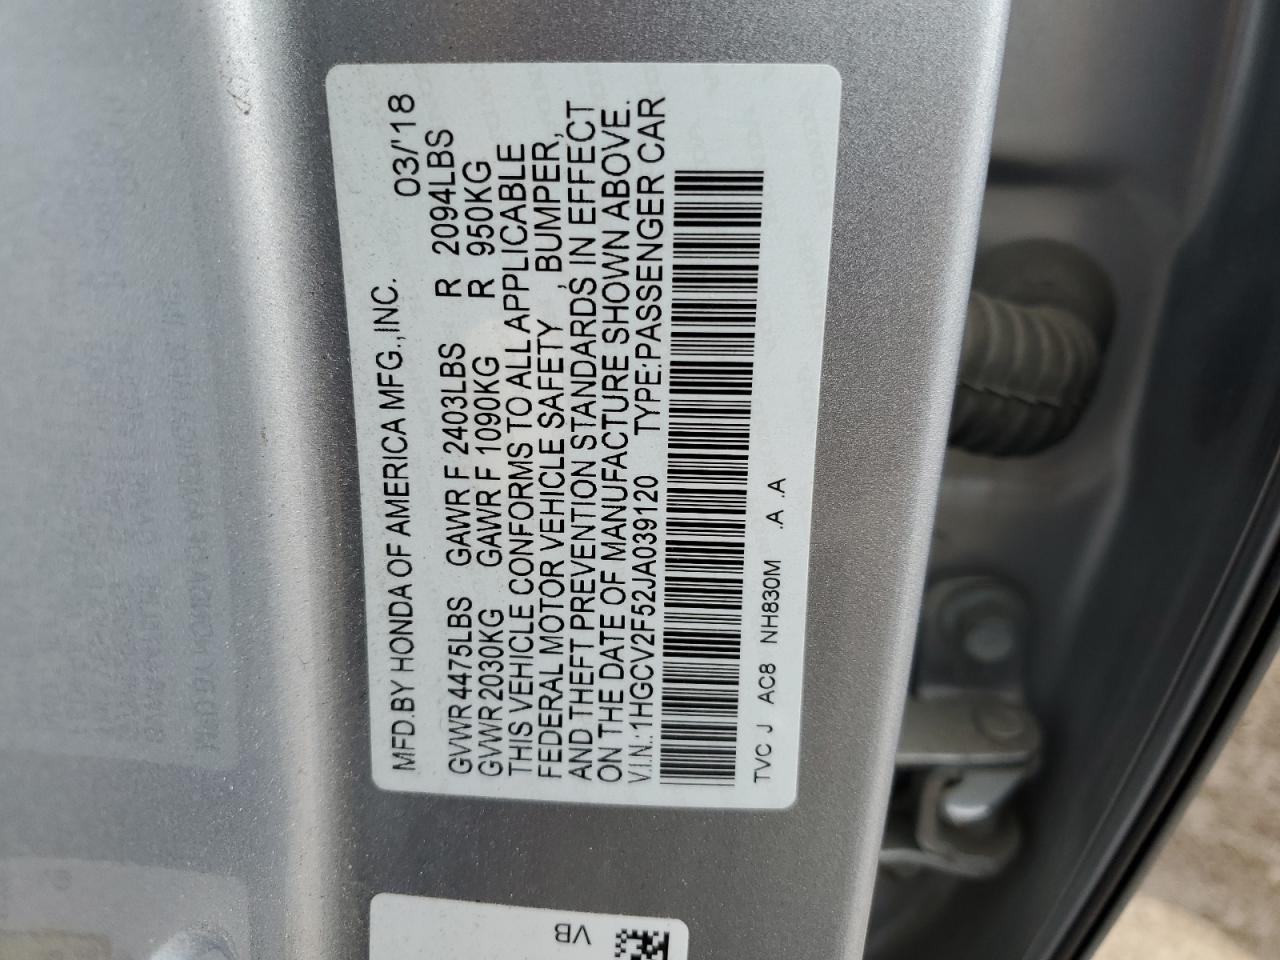 MFD.BY HONDA OF AMERICA MFG.,INC. 03/'18
GVWR 4475LBS GAWR F 2403LBS R 2094LBS
GVWR 2030KG GAWR F 1090KG R 950KG
THIS VEHICLE CONFORMS TO ALL APPLICABLE
FEDERAL MOTOR VEHICLE SAFETY ,BUMPER,
AND THEFT PREVENTION STANDARDS IN EFFECT
ON THE DATE OF MANUFACTURE SHOWN ABOVE.
V.I.N.:1HGCV2F52JA039120 TYPE:PASSENGER CAR
TVC J AC8 NH830M .A .A
VB